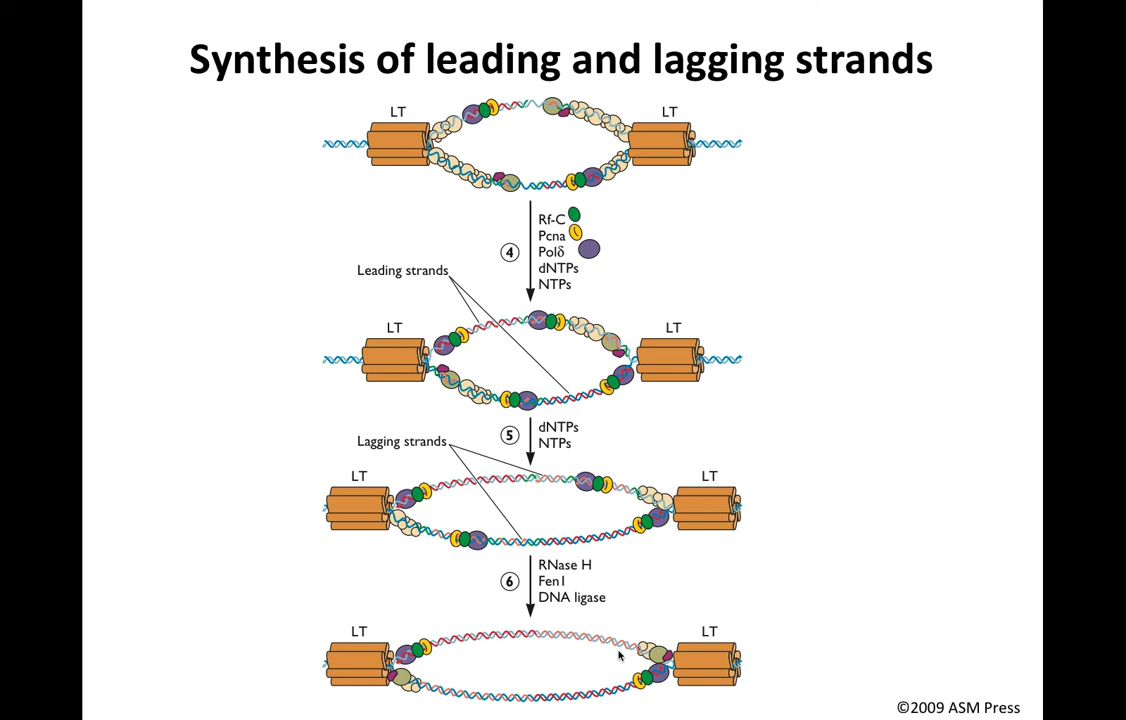 Synthesis of leading and lagging strands
LT
LT
Rf-C
Pcna
④
Polδ
dNTPs
NTPs
Leading strands
LT
LT
⑤
dNTPs
NTPs
Lagging strands
LT
LT
⑥
RNase H
Fen1
DNA ligase
LT
LT
©2009 ASM Press